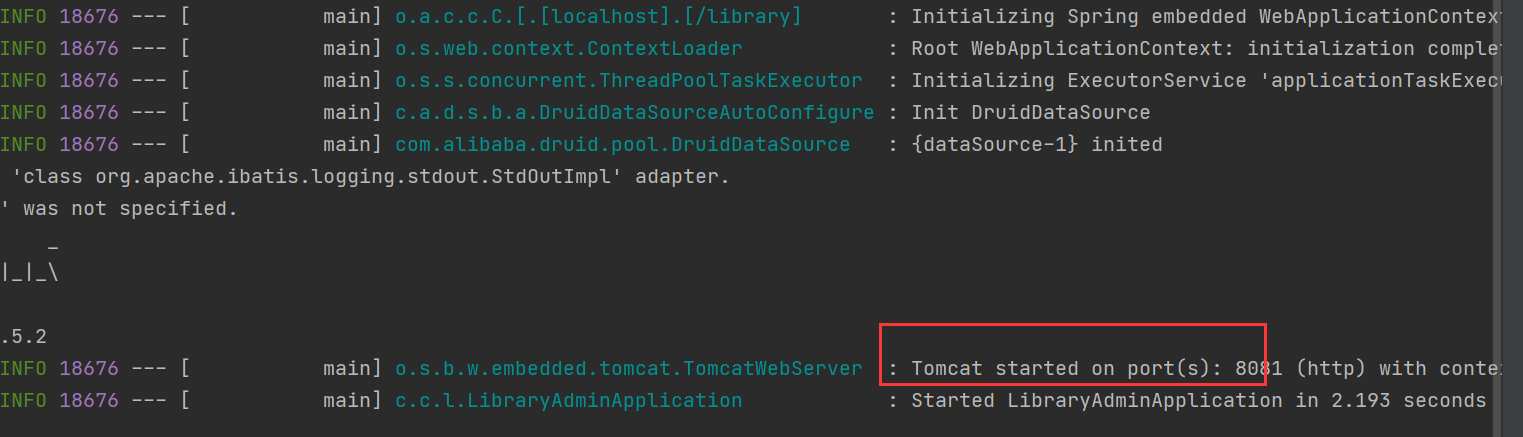 INFO 18676 --- [           main] o.a.c.c.C.[.[localhost].[/library]       : Initializing Spring embedded WebApplicationContext
INFO 18676 --- [           main] o.s.web.context.ContextLoader            : Root WebApplicationContext: initialization complet
INFO 18676 --- [           main] o.s.s.concurrent.ThreadPoolTaskExecutor  : Initializing ExecutorService 'applicationTaskExecu
INFO 18676 --- [           main] c.a.d.s.b.a.DruidDataSourceAutoConfigure : Init DruidDataSource
INFO 18676 --- [           main] com.alibaba.druid.pool.DruidDataSource   : {dataSource-1} inited
 'class org.apache.ibatis.logging.stdout.StdOutImpl' adapter.
' was not specified.
    _
|_|_\
.5.2
INFO 18676 --- [           main] o.s.b.w.embedded.tomcat.TomcatWebServer  : Tomcat started on port(s): 8081 (http) with contex
INFO 18676 --- [           main] c.c.l.LibraryAdminApplication            : Started LibraryAdminApplication in 2.193 seconds